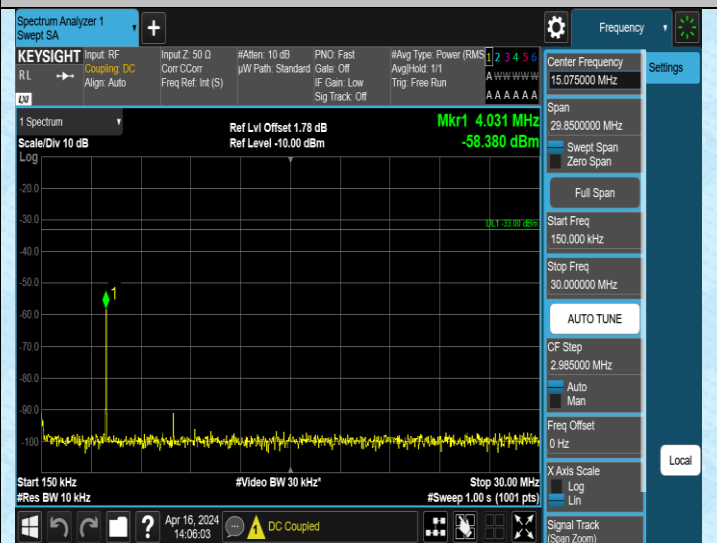 Spectrum Analyzer 1
Swept SA
Frequency
KEYSIGHT
RL
LXI
Input: RF
Coupling: DC
Align: Auto
Input Z: 50 Ω
Corr CCorr
Freq Ref: Int (S)
#Atten: 10 dB
µW Path: Standard
PNO: Fast
Gate: Off
IF Gain: Low
Sig Track: Off
#Avg Type: Power (RMS
Avg|Hold: 1/1
Trig: Free Run
1 2 3 4 5 6
A W W W W W
A A A A A A
1 Spectrum
Scale/Div 10 dB
Ref Lvl Offset 1.78 dB
Ref Level -10.00 dBm
Mkr1 4.031 MHz
-58.380 dBm
Log
-20.0
-30.0
DL1 -33.00 dBm
-40.0
-50.0
1
-60.0
-70.0
-80.0
-90.0
-100
Start 150 kHz
#Res BW 10 kHz
#Video BW 30 kHz*
Stop 30.00 MHz
#Sweep 1.00 s (1001 pts)
Center Frequency
15.075000 MHz
Settings
Span
29.8500000 MHz
Swept Span
Zero Span
Full Span
Start Freq
150.000 kHz
Stop Freq
30.000000 MHz
AUTO TUNE
CF Step
2.985000 MHz
Auto
Man
Freq Offset
0 Hz
X Axis Scale
Log
Lin
Signal Track
(Span Zoom)
Local
?
Apr 16, 2024
14:06:03
DC Coupled